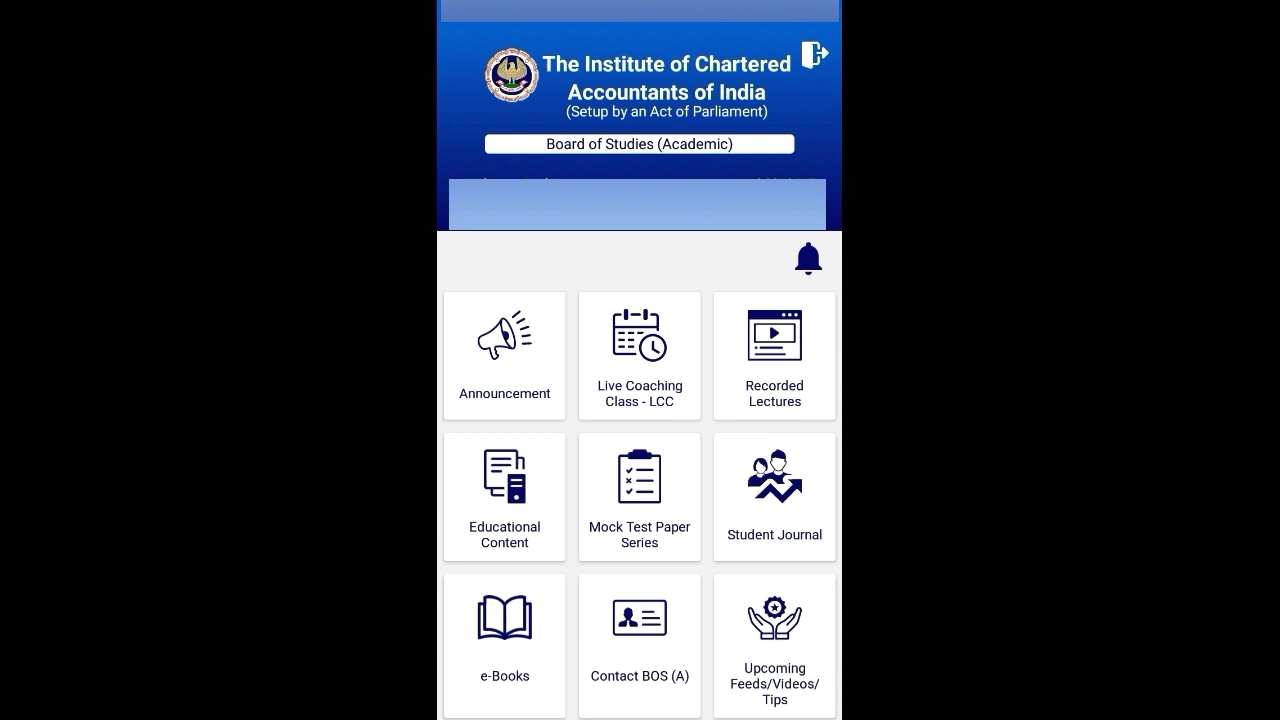 The Institute of Chartered
Accountants of India
(Setup by an Act of Parliament)
Board of Studies (Academic)
Announcement
Live Coaching
Class - LCC
Recorded
Lectures
Educational
Content
Mock Test Paper
Series
Student Journal
e-Books
Contact BOS (A)
Upcoming
Feeds/Videos/
Tips